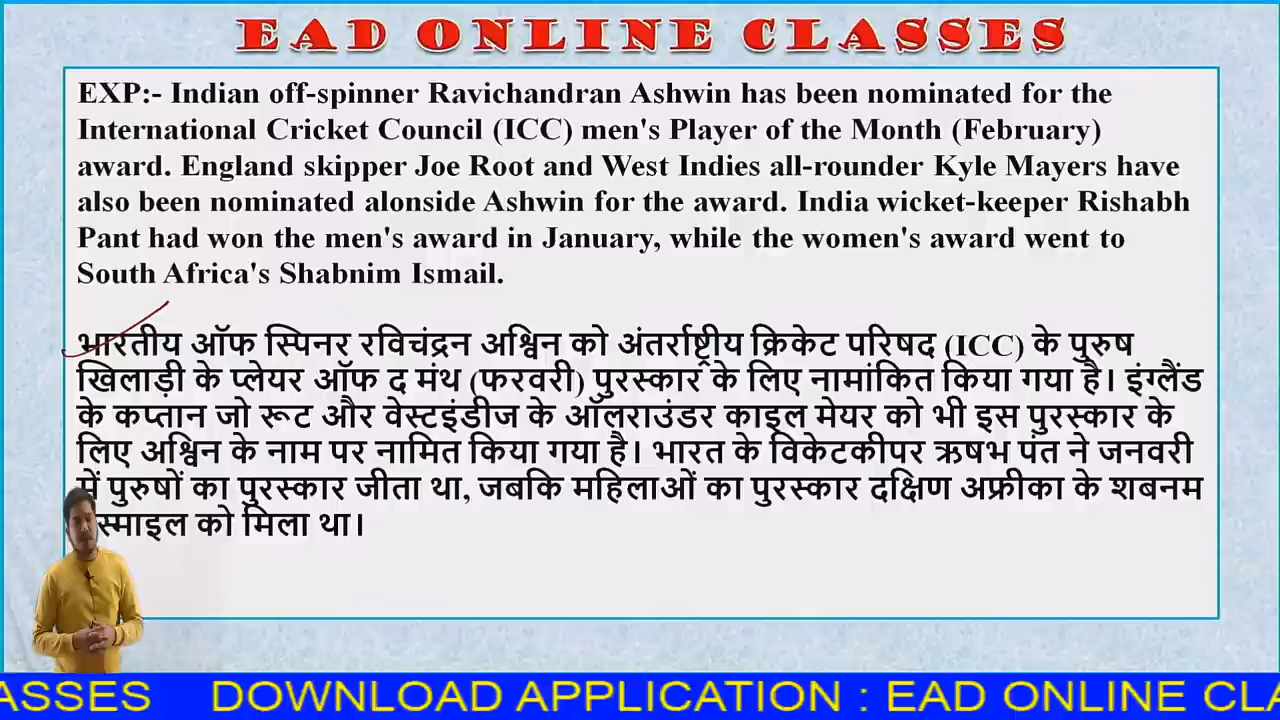 EAD ONLINE CLASSES
EXP:- Indian off-spinner Ravichandran Ashwin has been nominated for the
International Cricket Council (ICC) men's Player of the Month (February)
award. England skipper Joe Root and West Indies all-rounder Kyle Mayers have
also been nominated alonside Ashwin for the award. India wicket-keeper Rishabh
Pant had won the men's award in January, while the women's award went to
South Africa's Shabnim Ismail.
भारतीय ऑफ स्पिनर रविचंद्रन अश्विन को अंतर्राष्ट्रीय क्रिकेट परिषद (ICC) के पुरुष
खिलाड़ी के प्लेयर ऑफ द मंथ (फरवरी) पुरस्कार के लिए नामांकित किया गया है। इंग्लैंड
के कप्तान जो रूट और वेस्टइंडीज के ऑलराउंडर काइल मेयर को भी इस पुरस्कार के
लिए अश्विन के नाम पर नामित किया गया है। भारत के विकेटकीपर ऋषभ पंत ने जनवरी
में पुरुषों का पुरस्कार जीता था, जबकि महिलाओं का पुरस्कार दक्षिण अफ्रीका के शबनम
स्माइल को मिला था।
ASSES DOWNLOAD APPLICATION : EAD ONLINE CLA